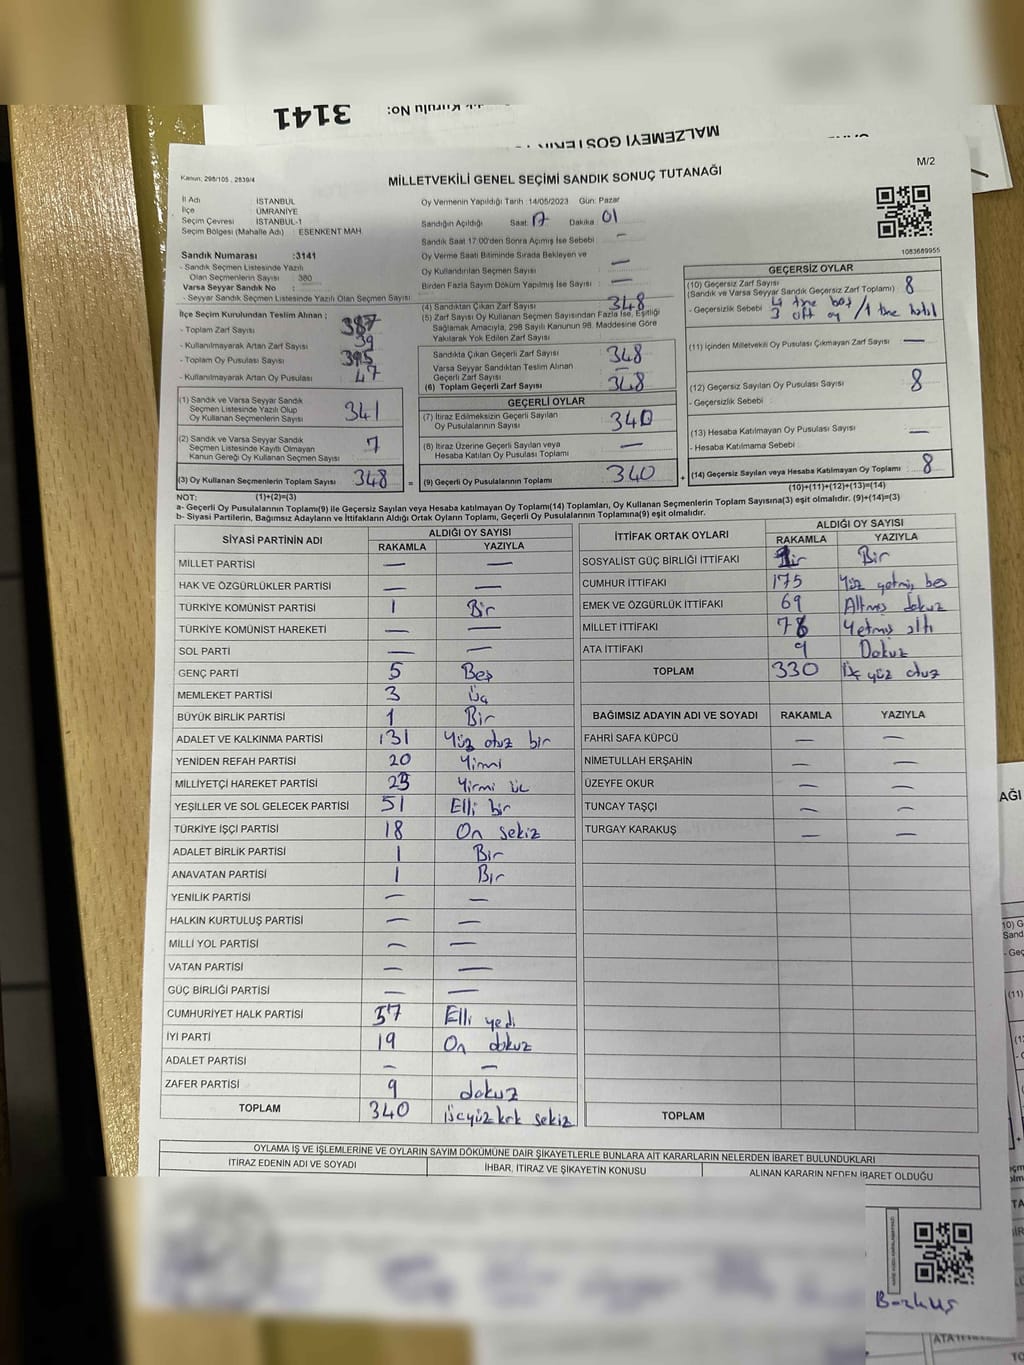 3141
MALZEMEYİ
M/2
Kanun: 298/105 , 2839/4
MİLLETVEKİLİ GENEL SEÇİMİ SANDIK SONUÇ TUTANAĞI
İl Adı İSTANBUL
İlçe ÜMRANİYE
Seçim Çevresi İSTANBUL-1
Seçim Bölgesi (Mahalle Adı) : ESENKENT MAH.
Oy Vermenin Yapıldığı Tarih :14/05/2023 Gün: Pazar
Sandığın Açıldığı Saat: 17 Dakika 01
Sandık Saat 17:00'den Sonra Açımış İse Sebebi —
Sandık Numarası :3141
- Sandık Seçmen Listesinde Yazılı
Olan Seçmenlerin Sayısı : 380
Varsa Seyyar Sandık No :
- Seyyar Sandık Seçmen Listesinde Yazılı Olan Seçmen Sayısı
Oy Verme Saati Bitiminde Sırada Bekleyen ve
Oy Kullandırılan Seçmen Sayısı —
Birden Fazla Sayım Döküm Yapılmış İse Sayısı : —
1083689955
İlçe Seçim Kurulundan Teslim Alınan ;
- Toplam Zarf Sayısı 387
- Kullanılmayarak Artan Zarf Sayısı 39
- Toplam Oy Pusulası Sayısı 395
- Kullanılmayarak Artan Oy Pusulası 47
(1) Sandık ve Varsa Seyyar Sandık
Seçmen Listesinde Yazılı Olup
Oy Kullanan Seçmenlerin Sayısı 341
(2) Sandık ve Varsa Seyyar Sandık
Seçmen Listesinde Kayıtlı Olmayan
Kanun Gereği Oy Kullanan Seçmen Sayısı 7
(3) Oy Kullanan Seçmenlerin Toplam Sayısı 348 =
(4) Sandıktan Çıkan Zarf Sayısı 348
(5) Zarf Sayısı Oy Kullanan Seçmen Sayısından Fazla İse, Eşitliği
Sağlamak Amacıyla, 298 Sayılı Kanunun 98. Maddesine Göre
Yakılarak Yok Edilen Zarf Sayısı
Sandıkta Çıkan Geçerli Zarf Sayısı 348
Varsa Seyyar Sandıktan Teslim Alınan
Geçerli Zarf Sayısı —
(6) Toplam Geçerli Zarf Sayısı 348
GEÇERLİ OYLAR
(7) İtiraz Edilmeksizin Geçerli Sayılan
Oy Pusulalarının Sayısı 340
(8) İtiraz Üzerine Geçerli Sayılan veya
Hesaba Katılan Oy Pusulası Toplamı —
(9) Geçerli Oy Pusulalarının Toplamı 340 +
GEÇERSİZ OYLAR
(10) Geçersiz Zarf Sayısı
(Sandık ve Varsa Seyyar Sandık Geçersiz Zarf Toplamı) 8
- Geçersizlik Sebebi 4 tne boş
3 çift oy / 1 tne
(11) İçinden Milletvekili Oy Pusulası Çıkmayan Zarf Sayısı —
(12) Geçersiz Sayılan Oy Pusulası Sayısı 8
- Geçersizlik Sebebi
(13) Hesaba Katılmayan Oy Pusulası Sayısı —
- Hesaba Katılmama Sebebi
(14) Geçersiz Sayılan veya Hesaba Katılmayan Oy Toplamı : 8
NOT: (1)+(2)=(3) (10)+(11)+(12)+(13)=(14)
a- Geçerli Oy Pusulaları Toplamı(9) ile Geçersiz Sayılan veya Hesaba katılmayan Oy Toplamı(14) Toplamları, Oy Kullanan Seçmenlerin Toplam Sayısına(3) eşit olmalıdır. (9)+(14)=(3)
b- Siyasi Partilerin, Bağımsız Adayların ve İttifakların Aldığı Ortak Oyların Toplamı, Geçerli Oy Pusulalarının Toplamına(9) eşit olmalıdır.
SİYASİ PARTİNİN ADI ALDIĞI OY SAYISI
RAKAMLA YAZIYLA
MİLLET PARTİSİ — —
HAK VE ÖZGÜRLÜKLER PARTİSİ — —
TÜRKİYE KOMÜNİST PARTİSİ 1 Bir
TÜRKİYE KOMÜNİST HAREKETİ — —
SOL PARTİ — —
GENÇ PARTİ 5 Beş
MEMLEKET PARTİSİ 3 Üç
BÜYÜK BİRLİK PARTİSİ 1 Bir
ADALET VE KALKINMA PARTİSİ 131 Yüz otuz bir
YENİDEN REFAH PARTİSİ 20 Yirmi
MİLLİYETÇİ HAREKET PARTİSİ 23 Yirmi üç
YEŞİLLER VE SOL GELECEK PARTİSİ 51 Elli bir
TÜRKİYE İŞÇİ PARTİSİ 18 On sekiz
ADALET BİRLİK PARTİSİ 1 Bir
ANAVATAN PARTİSİ 1 Bir
YENİLİK PARTİSİ — —
HALKIN KURTULUŞ PARTİSİ — —
MİLLİ YOL PARTİSİ — —
VATAN PARTİSİ — —
GÜÇ BİRLİĞİ PARTİSİ — —
CUMHURİYET HALK PARTİSİ 57 Elli yedi
İYİ PARTİ 19 On dokuz
ADALET PARTİSİ — —
ZAFER PARTİSİ 9 dokuz
TOPLAM 340 üçyüzkrk sekiz
İTTİFAK ORTAK OYLARI ALDIĞI OY SAYISI
RAKAMLA YAZIYLA
SOSYALİST GÜÇ BİRLİĞİ İTTİFAKI Bir
CUMHUR İTTİFAKI 175 Yüz yetmiş beş
EMEK VE ÖZGÜRLÜK İTTİFAKI 69 Altmış dokuz
MİLLET İTTİFAKI 76 Yetmiş altı
ATA İTTİFAKI 9 Dokuz
TOPLAM 330 Üç yüz otuz
BAĞIMSIZ ADAYIN ADI VE SOYADI RAKAMLA YAZIYLA
FAHRİ SAFA KÜPCÜ — —
NİMETULLAH ERŞAHİN — —
ÜZEYFE OKUR — —
TUNCAY TAŞÇI — —
TURGAY KARAKUŞ — —
TOPLAM
OYLAMA İŞ VE İŞLEMLERİNE VE OYLARIN SAYIM DÖKÜMÜNE DAİR ŞİKAYETLERLE BUNLARA AİT KARARLARIN NELERDEN İBARET BULUNDUKLARI
İTİRAZ EDENİN ADI VE SOYADI İHBAR, İTİRAZ VE ŞİKAYETİN KONUSU ALINAN KARARIN NEDEN İBARET OLDUĞU